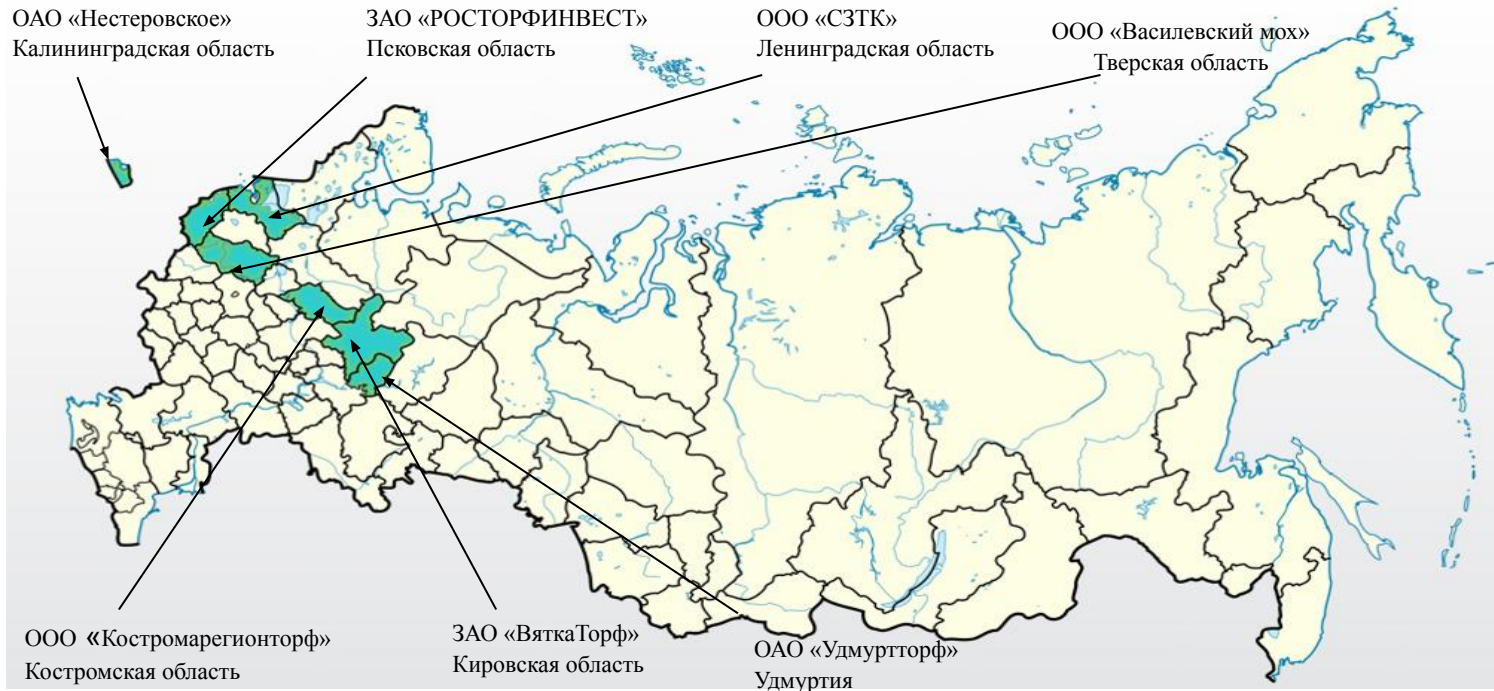 ОАО «Нестеровское»
Калининградская область
ЗАО «РОСТОРФИНВЕСТ»
Псковская область
ООО «СЗТК»
Ленинградская область
ООО «Василевский мох»
Тверская область
ООО «Костромарегионторф»
Костромская область
ЗАО «ВяткаТорф»
Кировская область
ОАО «Удмуртторф»
Удмуртия